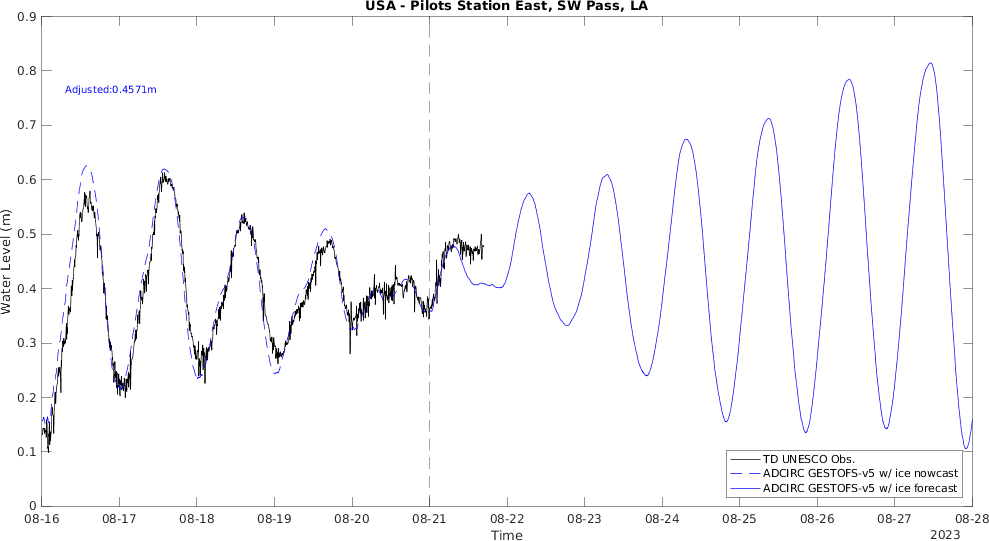 USA - Pilots Station East, SW Pass, LA
0.9
0.8
0.7
0.6
0.5
0.4
0.3
0.2
0.1
0
Water Level (m)
Adjusted:0.4571m
TD UNESCO Obs.
ADCIRC GESTOFS-v5 w/ ice nowcast
ADCIRC GESTOFS-v5 w/ ice forecast
08-16 08-17 08-18 08-19 08-20 08-21 08-22 08-23 08-24 08-25 08-26 08-27 08-28
Time
2023